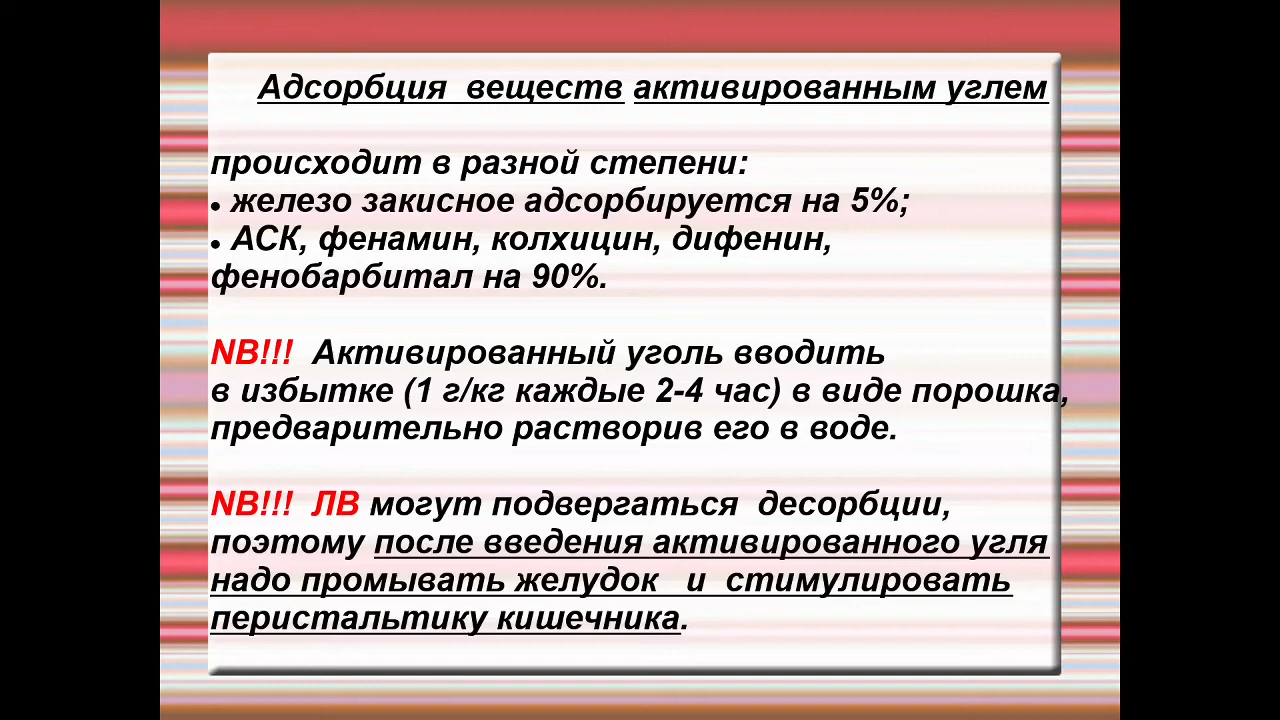 Адсорбция веществ активированным углем
происходит в разной степени:
• железо закисное адсорбируется на 5%;
• АСК, фенамин, колхицин, дифенин,
фенобарбитал на 90%.
NB!!! Активированный уголь вводить
в избытке (1 г/кг каждые 2-4 час) в виде порошка,
предварительно растворив его в воде.
NB!!! ЛВ могут подвергаться десорбции,
поэтому после введения активированного угля
надо промывать желудок и стимулировать
перистальтику кишечника.